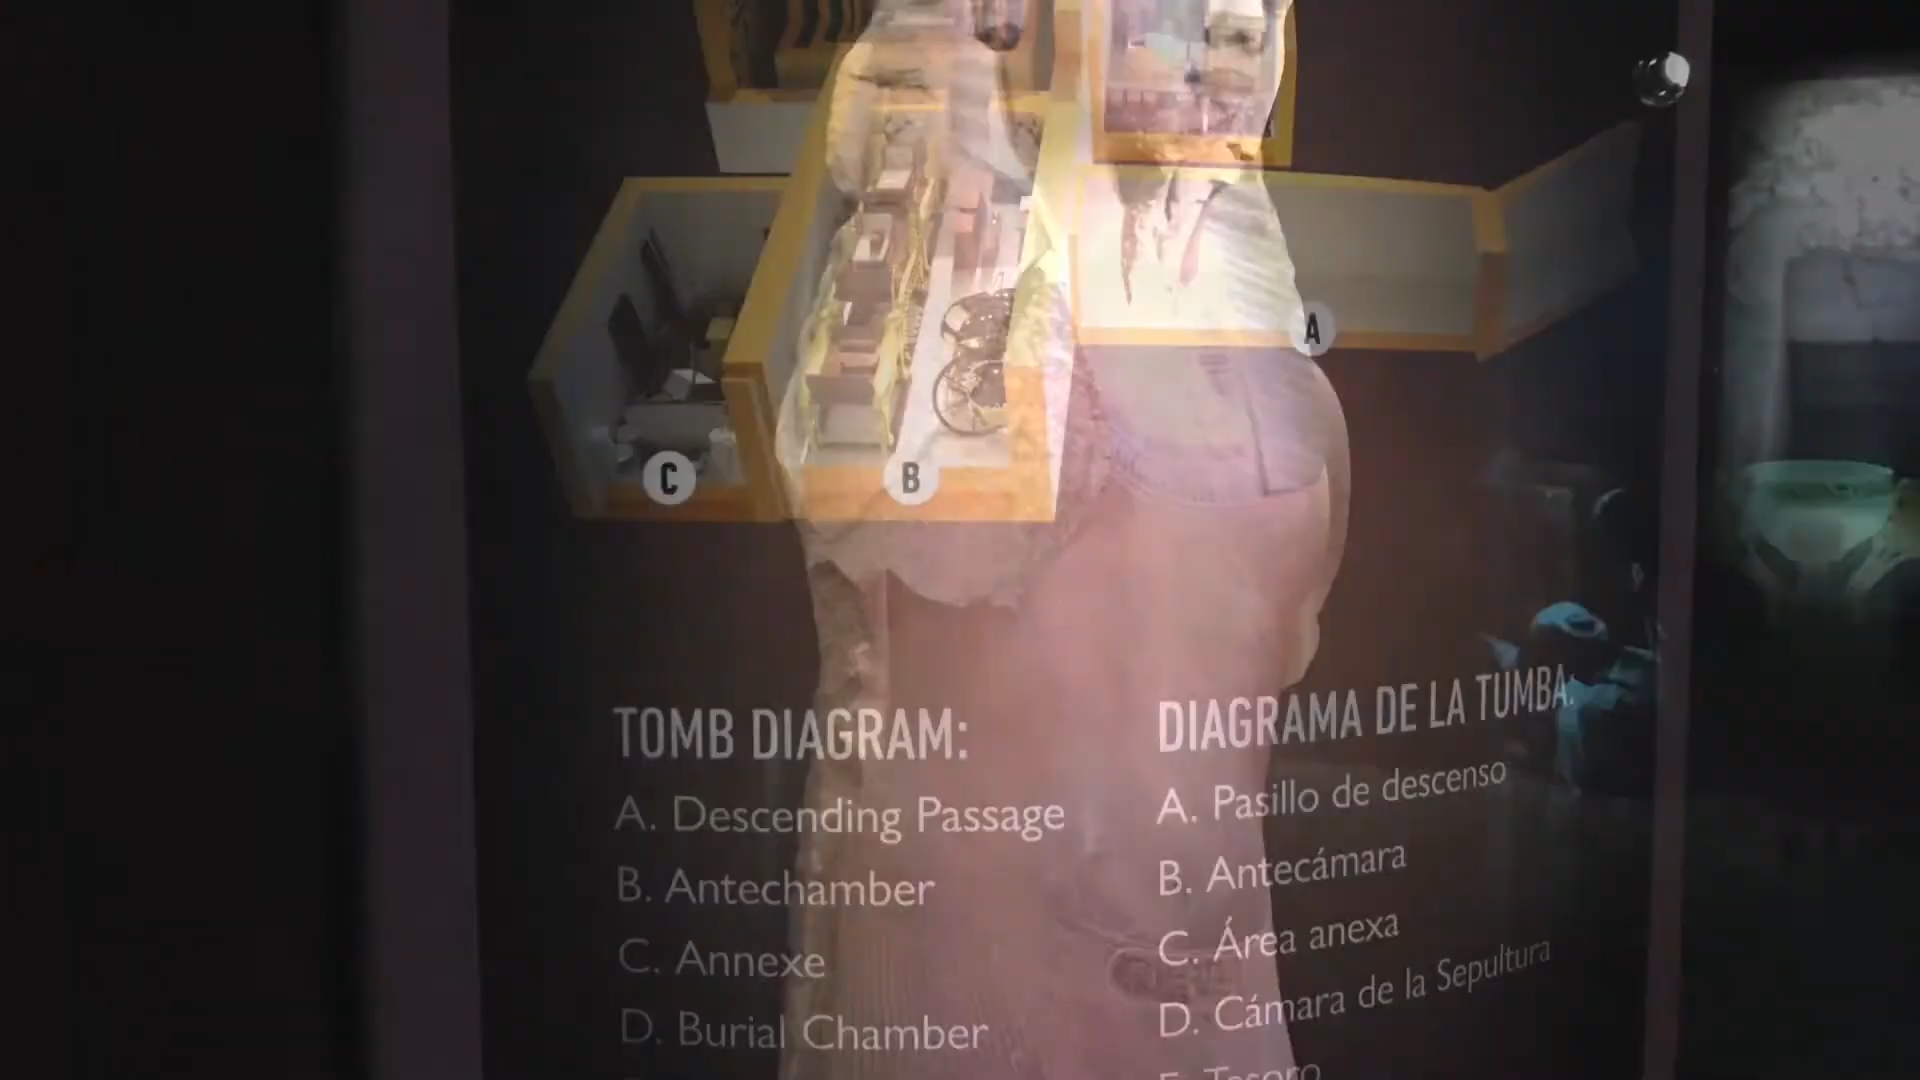 A
C
B
TOMB DIAGRAM:
A. Descending Passage
B. Antechamber
C. Annexe
D. Burial Chamber
DIAGRAMA DE LA TUMBA:
A. Pasillo de descenso
B. Antecámara
C. Área anexa
D. Cámara de la Sepultura
E. Tesoro